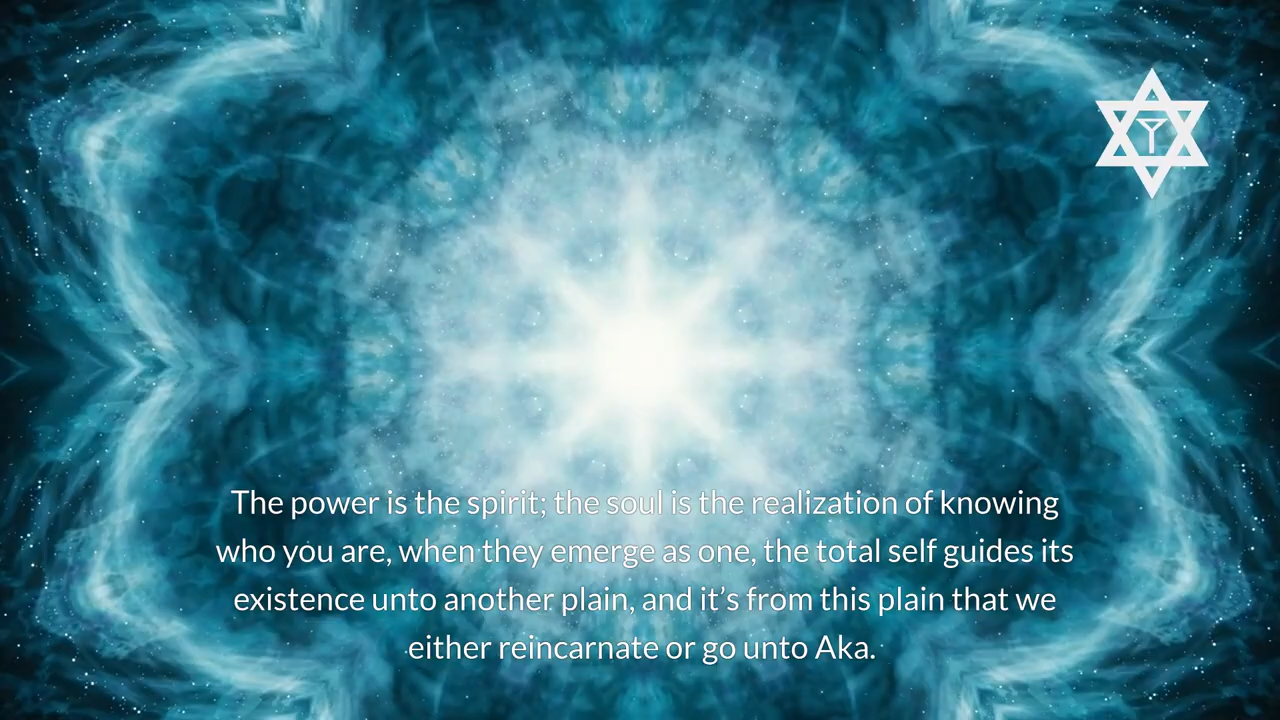 The power is the spirit; the soul is the realization of knowing
who you are, when they emerge as one, the total self guides its
existence unto another plain, and it’s from this plain that we
either reincarnate or go unto Aka.